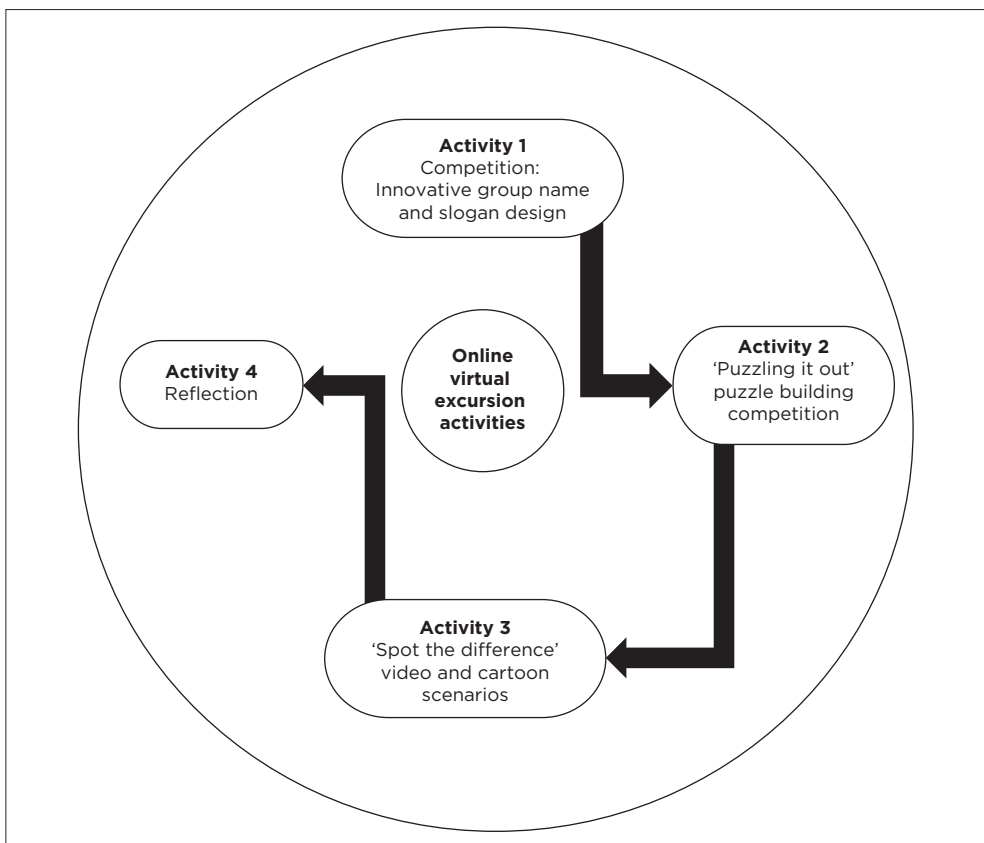 Activity 1
Competition:
Innovative group name
and slogan design
Online
virtual
excursion
activities
Activity 2
‘Puzzling it out’
puzzle building
competition
Activity 3
‘Spot the difference’
video and cartoon
scenarios
Activity 4
Reflection